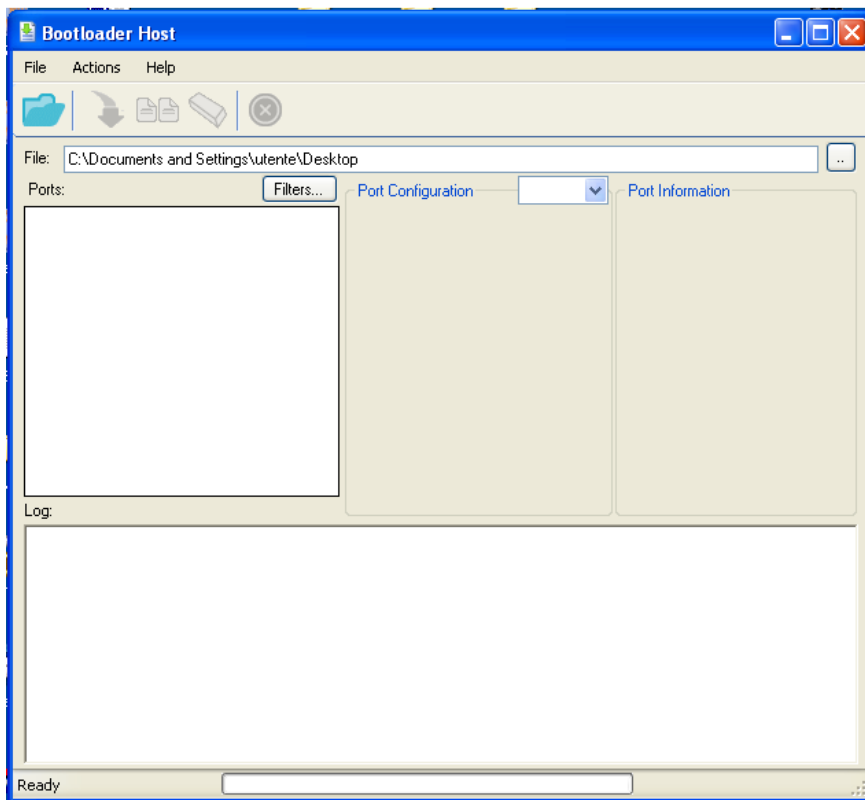 Bootloader Host
File Actions Help
File: C:\Documents and Settings\utente\Desktop ..
Ports: Filters... Port Configuration Port Information
Log:
Ready